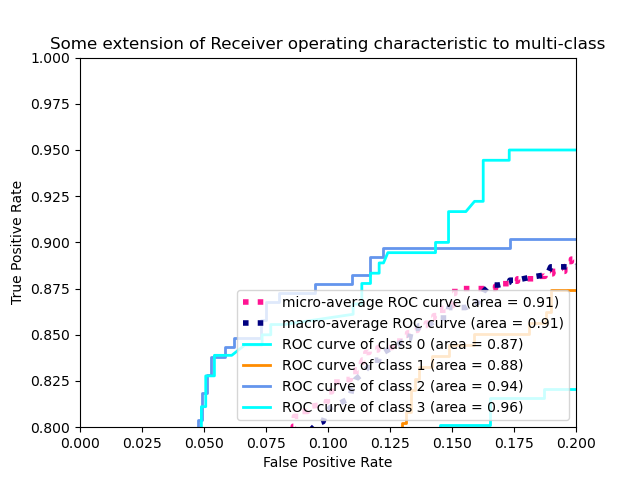 Some extension of Receiver operating characteristic to multi-class
1.000
0.975
0.950
0.925
0.900
0.875
0.850
0.825
0.800
True Positive Rate
micro-average ROC curve (area = 0.91)
macro-average ROC curve (area = 0.91)
ROC curve of class 0 (area = 0.87)
ROC curve of class 1 (area = 0.88)
ROC curve of class 2 (area = 0.94)
ROC curve of class 3 (area = 0.96)
0.000 0.025 0.050 0.075 0.100 0.125 0.150 0.175 0.200
False Positive Rate